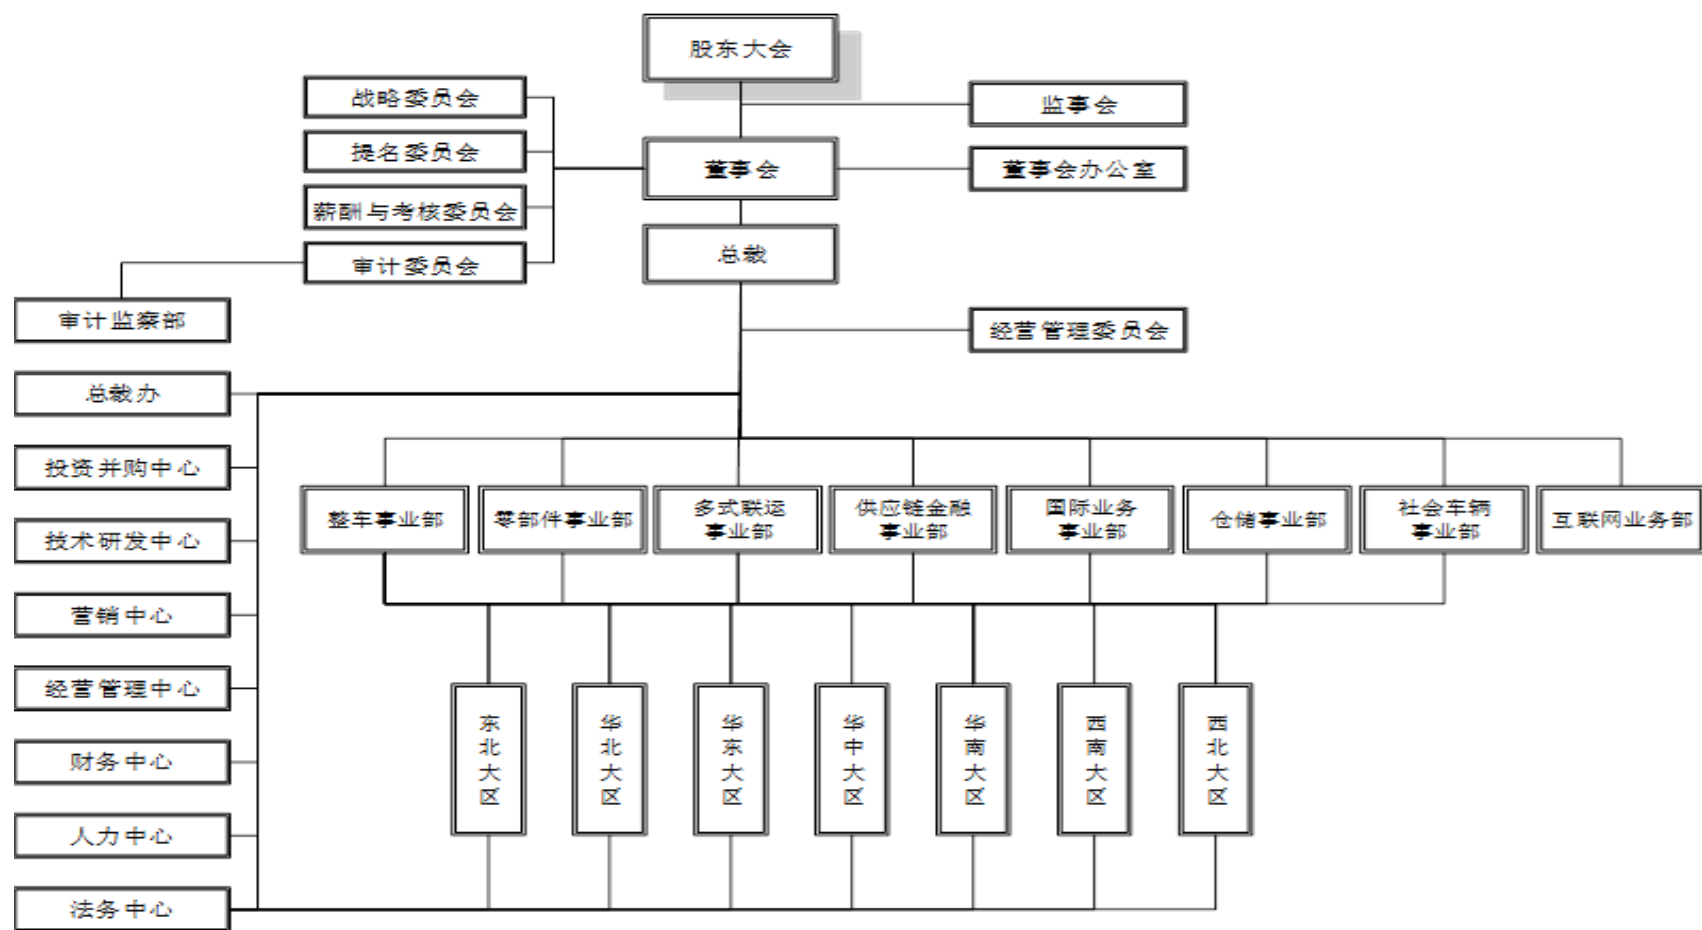 股东大会
战略委员会
监事会
提名委员会
董事会
董事会办公室
薪酬与考核委员会
总裁
审计委员会
审计监察部
经营管理委员会
总裁办
投资并购中心
技术研发中心
营销中心
经营管理中心
财务中心
人力中心
法务中心
整车事业部
零部件事业部
多式联运
事业部
供应链金融
事业部
国际业务
事业部
仓储事业部
社会车辆
事业部
互联网业务部
东北大区
华北大区
华东大区
华中大区
华南大区
西南大区
西北大区